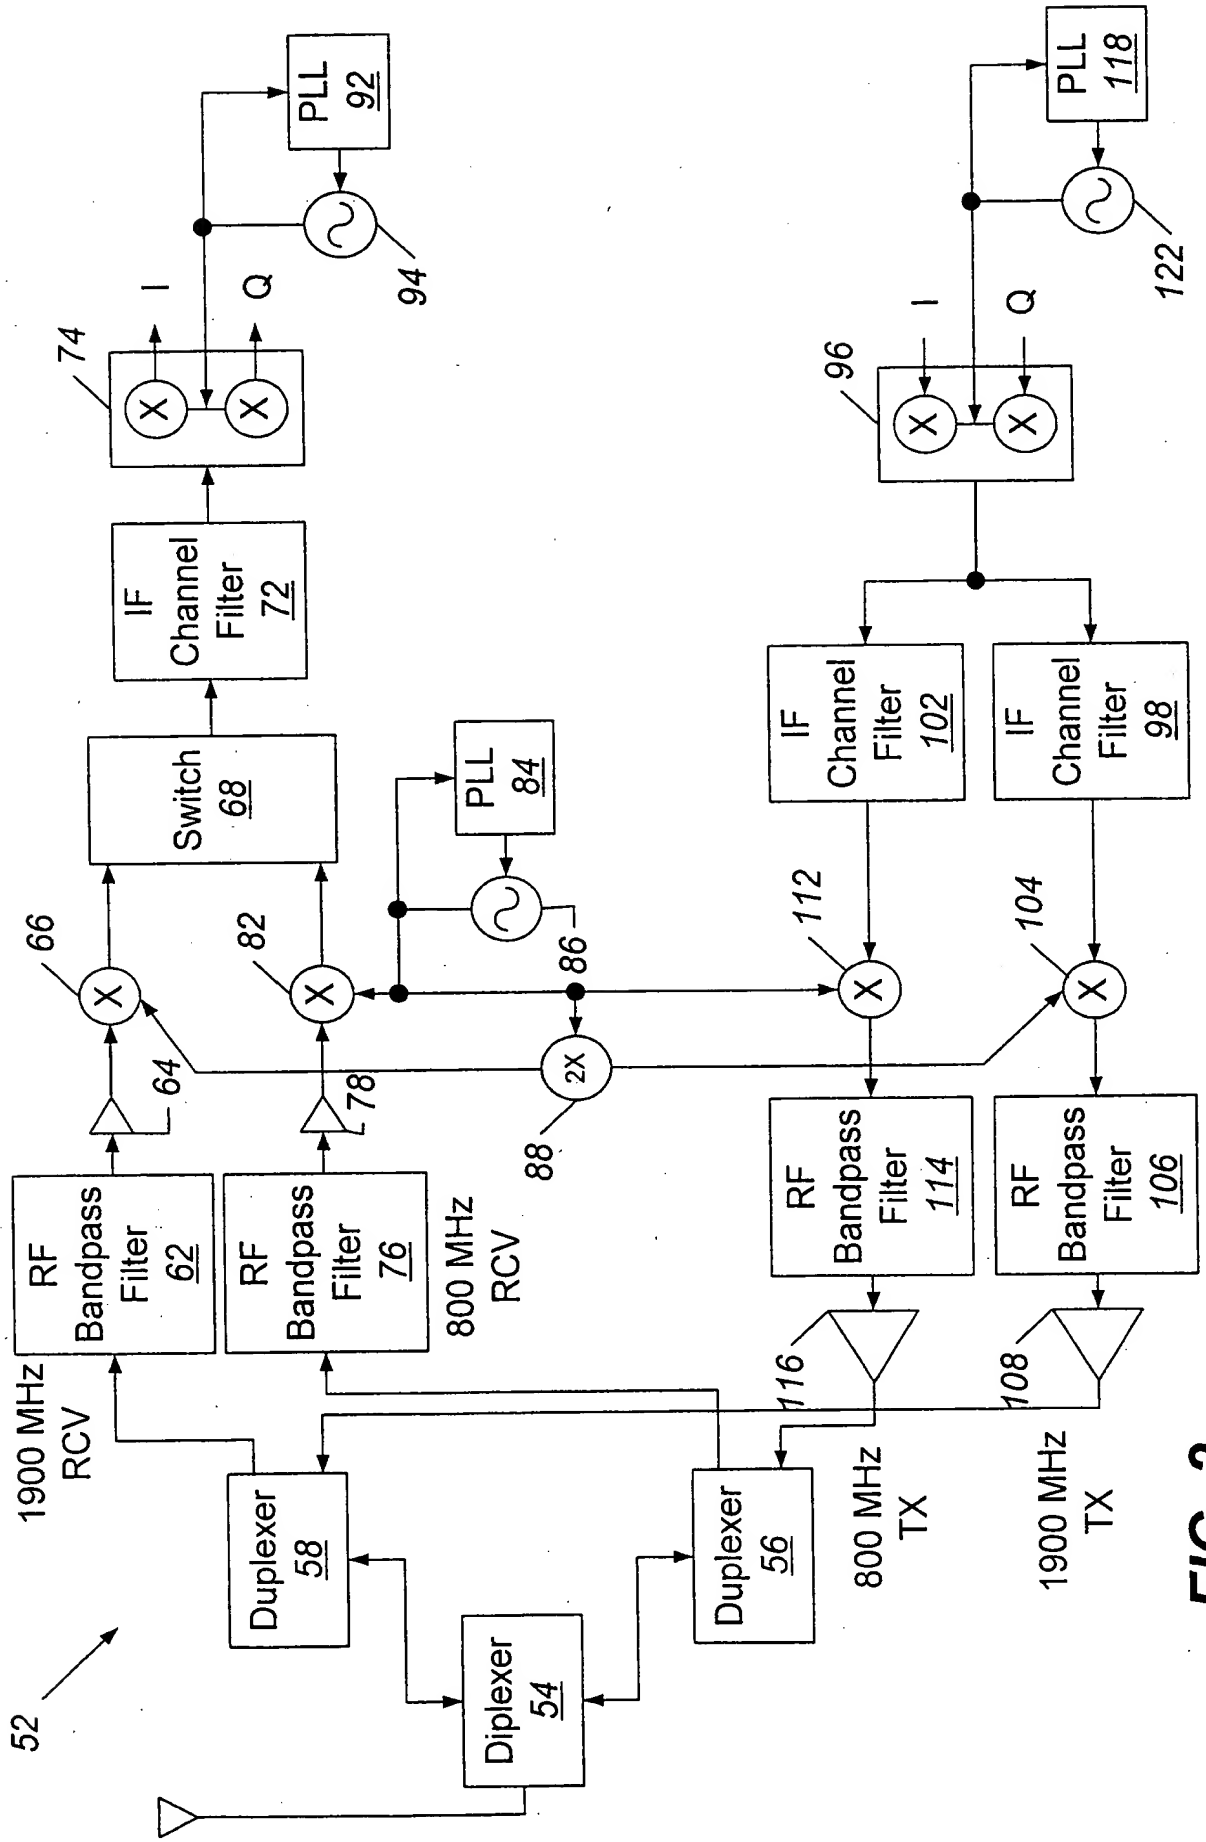 52
1900 MHz
RCV
RF
Bandpass
Filter
62
64
66
Switch
68
IF
Channel
Filter
72
74
X
X
I
Q
PLL
92
94
Duplexer
58
RF
Bandpass
Filter
76
800 MHz
RCV
78
82
X
X
PLL
84
86
2X
88
Diplexer
54
Duplexer
56
800 MHz
TX
116
RF
Bandpass
Filter
114
112
X
IF
Channel
Filter
102
96
X
X
I
Q
PLL
118
122
1900 MHz
TX
108
RF
Bandpass
Filter
106
104
X
IF
Channel
Filter
98